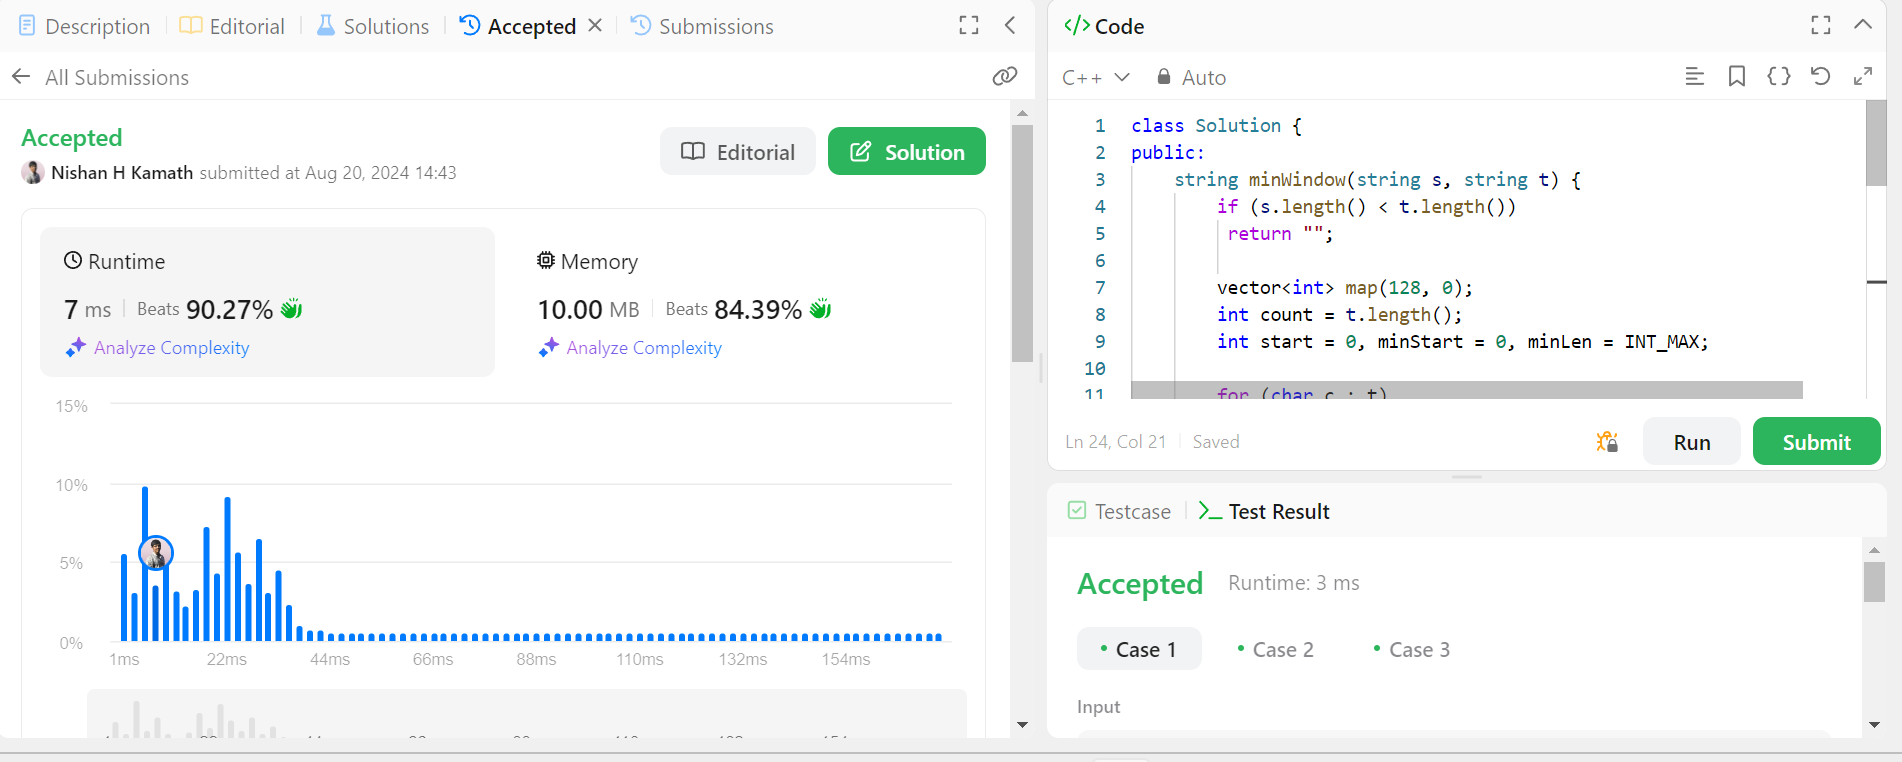 Description Editorial Solutions Accepted Submissions
All Submissions
Accepted
Nishan H Kamath submitted at Aug 20, 2024 14:43
Editorial Solution
Runtime
7 ms Beats 90.27%
Analyze Complexity
Memory
10.00 MB Beats 84.39%
Analyze Complexity
15%
10%
5%
0%
1ms 22ms 44ms 66ms 88ms 110ms 132ms 154ms
</> Code
C++ Auto
1 class Solution {
2 public:
3 string minWindow(string s, string t) {
4 if (s.length() < t.length())
5 return "";
6
7 vector<int> map(128, 0);
8 int count = t.length();
9 int start = 0, minStart = 0, minLen = INT_MAX;
10
11 for (char c : t)
Ln 24, Col 21 Saved
Run Submit
Testcase >_ Test Result
Accepted Runtime: 3 ms
• Case 1 • Case 2 • Case 3
Input